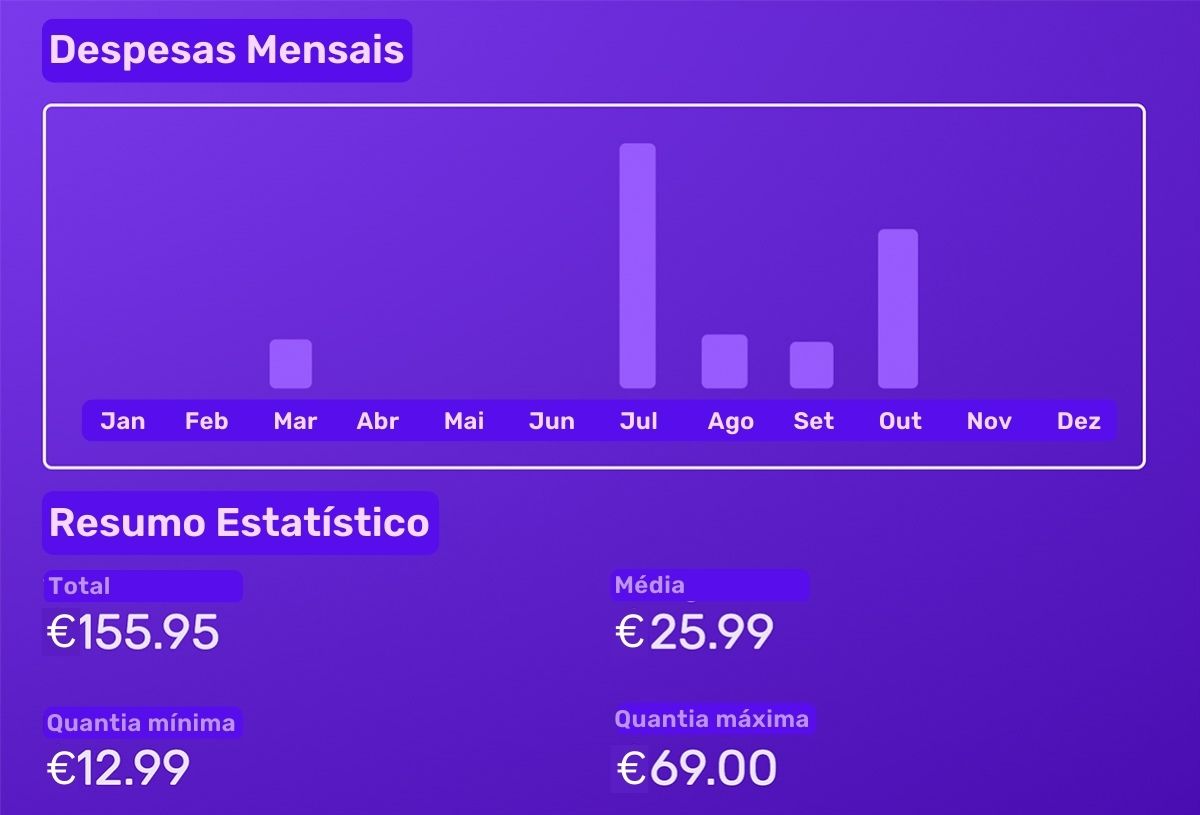 Despesas Mensais
Jan Feb Mar Abr Mai Jun Jul Ago Set Out Nov Dez
Resumo Estatístico
Total Média
€155.95 €25.99
Quantia mínima Quantia máxima
€12.99 €69.00